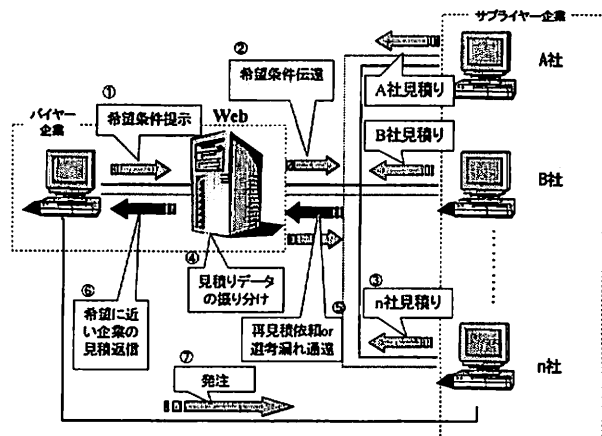 サプライヤー企業
②
A社
希望条件伝達
A社見積り
バイヤー
企業
①
希望条件提示
Web
B社見積り
B社
④
見積りデータ
の振り分け
⑥
希望に近
い企業の
見積返信
⑤
再見積依頼or
選考漏れ通達
③
n社見積り
n社
⑦
発注